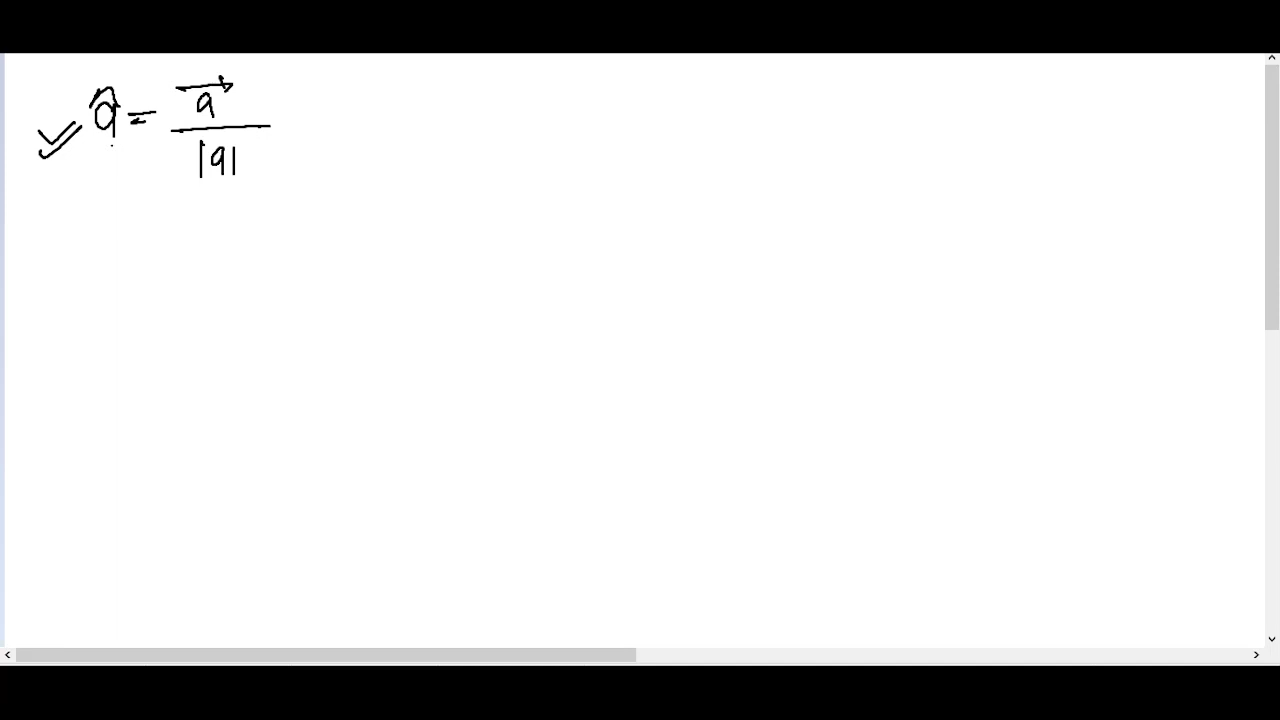 â = a⃗ / |a|